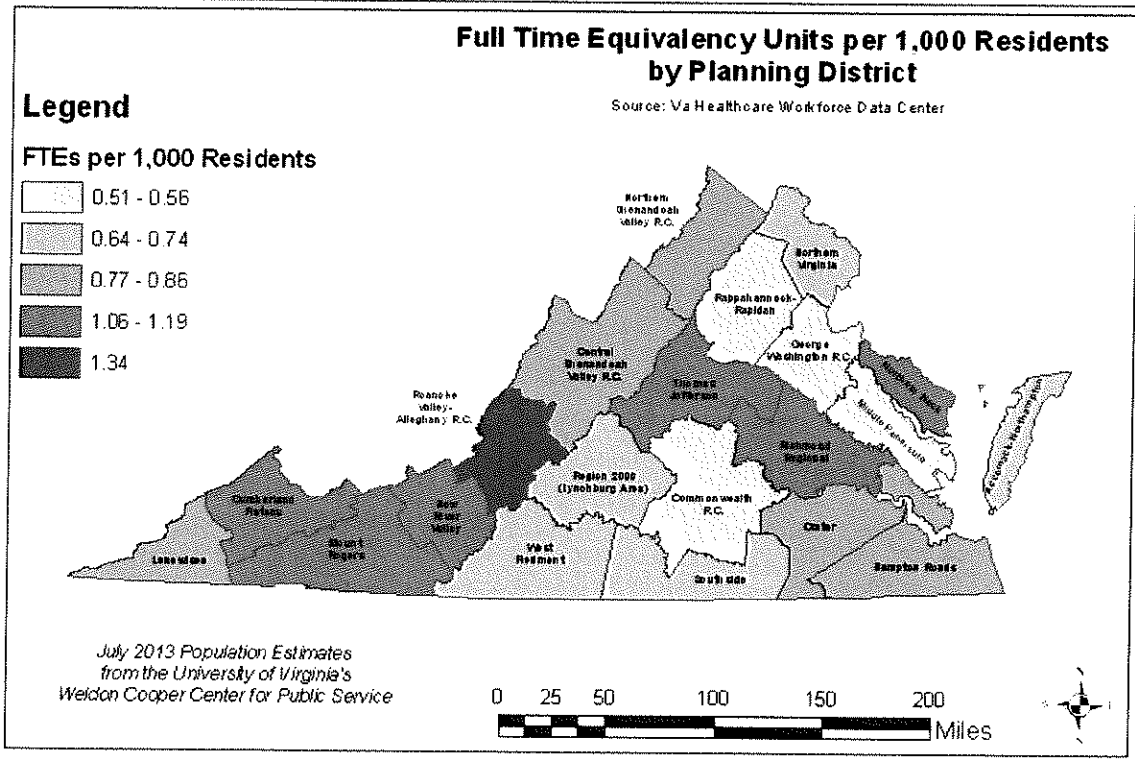 Full Time Equivalency Units per 1,000 Residents
by Planning District
Source: Va Healthcare Workforce Data Center
Legend
FTEs per 1,000 Residents
0.51 - 0.56
0.64 - 0.74
0.77 - 0.86
1.06 - 1.19
1.34
Northern
Shenandoah
Valley R.C.
Northern
Virginia
Rappahannock-
Rapidan
George
Washington R.C.
Central
Shenandoah
Valley R.C.
Thomas
Jefferson
Northern Neck
Middle Peninsula
Accomack-Northampton
Roanoke
Valley-
Alleghany R.C.
Richmond
Regional
Region 2000
(Lynchburg Area)
Commonwealth
R.C.
Cumberland
Plateau
New
River
Valley
Crater
Mount
Rogers
Lenowisco
West
Piedmont
Southside
Hampton Roads
July 2013 Population Estimates
from the University of Virginia's
Weldon Cooper Center for Public Service
0 25 50 100 150 200
Miles